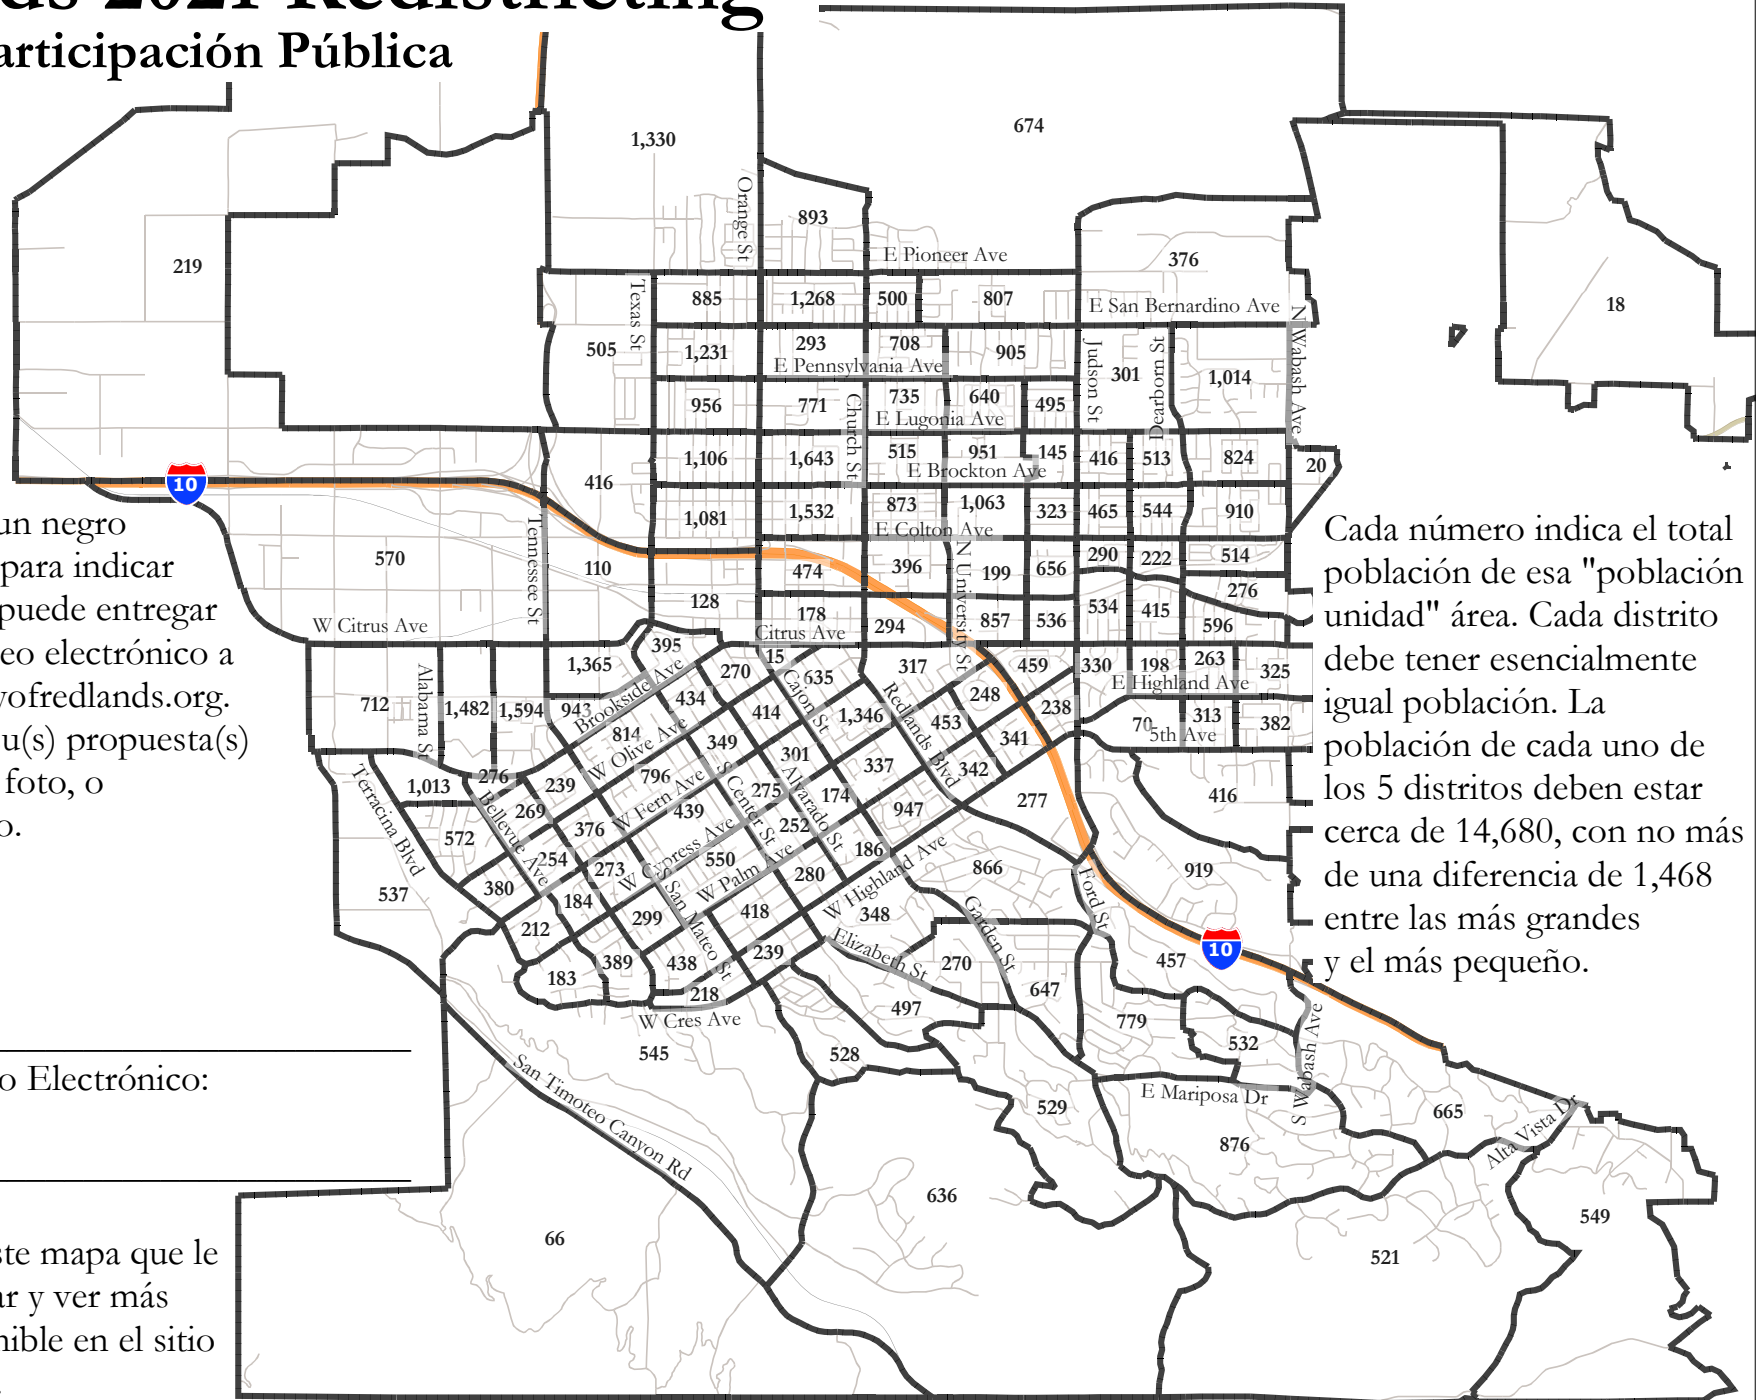 ds 2021 Redistricting
articipación Pública
674
1,330
Orange St
893
E Pioneer Ave
376
219
18
Texas St
885
1,268
500
807
E San Bernardino Ave
N Wabash Ave
505
1,231
293
708
905
E Pennsylvania Ave
Judson St
301
Dearborn St
1,014
956
771
Church St
735
640
495
E Lugonia Ave
1,106
1,643
515
951
145
416
513
824
20
E Brockton Ave
416
10
1,081
1,532
873
1,063
323
465
544
910
E Colton Ave
un negro
para indicar
puede entregar
eo electrónico a
yofredlands.org.
u(s) propuesta(s)
foto, o
o.
Cada número indica el total
población de esa "población
unidad" área. Cada distrito
debe tener esencialmente
igual población. La
población de cada uno de
los 5 distritos deben estar
cerca de 14,680, con no más
de una diferencia de 1,468
entre las más grandes
y el más pequeño.
570
Tennessee St
110
474
396
N University St
199
656
290
222
514
276
128
178
294
857
536
534
415
596
W Citrus Ave
Citrus Ave
395
15
1,365
270
635
317
459
330
198
263
325
E Highland Ave
712
Alabama St
1,482
1,594
943
Brookside Ave
434
Cajon St
414
1,346
Redlands Blvd
453
248
238
70
313
382
5th Ave
814
W Olive Ave
349
301
337
342
341
1,013
276
239
796
S Center St
275
Alvarado St
174
947
277
416
Terracina Blvd
Bellevue Ave
269
376
W Fern Ave
439
252
572
254
273
W Cypress Ave
550
W Palm Ave
186
W Highland Ave
866
919
537
380
184
280
Ford St
212
299
San Mateo St
418
348
Garden St
389
438
239
Elizabeth St
270
457
10
183
218
647
497
W Cres Ave
779
532
S Wabash Ave
545
528
o Electrónico:
San Timoteo Canyon Rd
529
E Mariposa Dr
665
Alta Vista Dr
876
636
549
66
521
ste mapa que le
ar y ver más
nible en el sitio